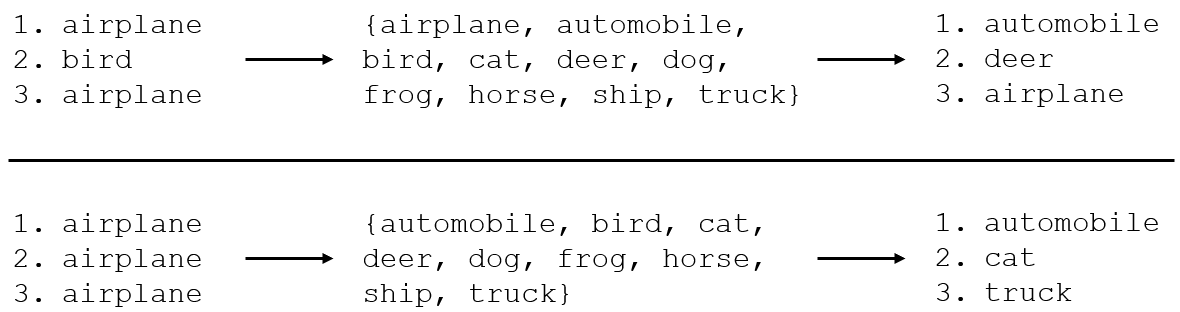 1. airplane
2. bird
3. airplane
{airplane, automobile,
bird, cat, deer, dog,
frog, horse, ship, truck}
1. automobile
2. deer
3. airplane
1. airplane
2. airplane
3. airplane
{automobile, bird, cat,
deer, dog, frog, horse,
ship, truck}
1. automobile
2. cat
3. truck